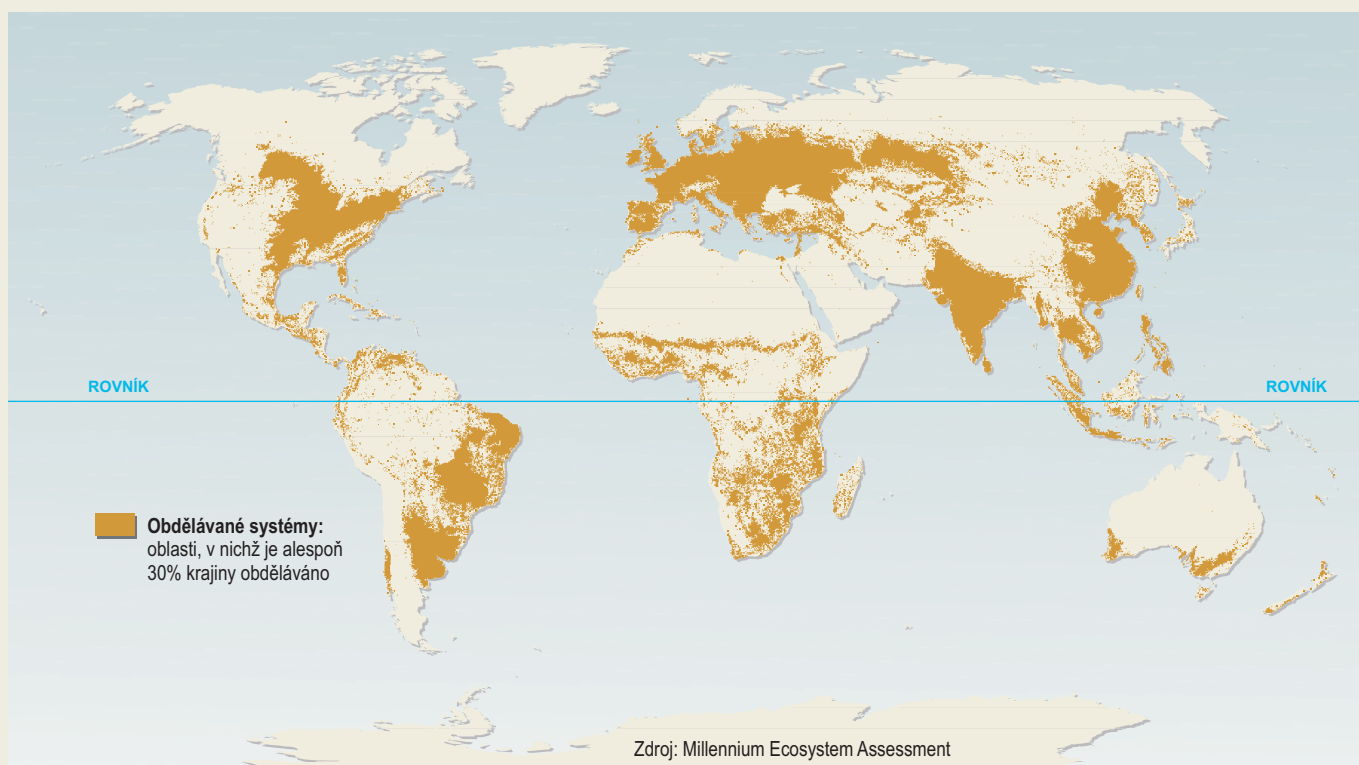 ROVNÍK
ROVNÍK
Obdělávané systémy:
oblasti, v nichž je alespoň
30% krajiny obděláváno
Zdroj: Millennium Ecosystem Assessment